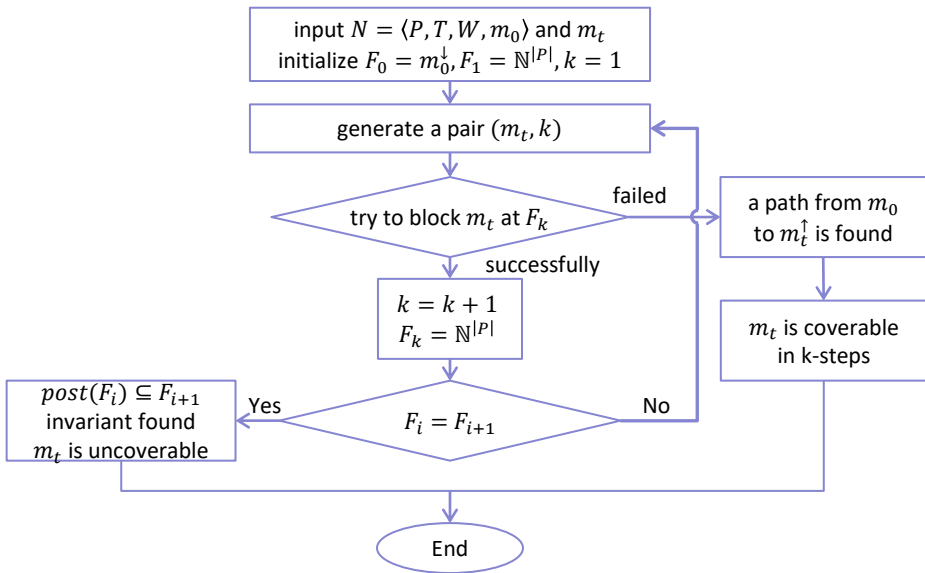 input N = ⟨P, T, W, m₀⟩ and mₜ
initialize F₀ = m₀↓, F₁ = ℕ^|P|, k = 1
generate a pair (mₜ, k)
try to block mₜ at Fₖ
failed
a path from m₀
to mₜ↑ is found
successfully
k = k + 1
Fₖ = ℕ^|P|
mₜ is coverable
in k-steps
Fᵢ = Fᵢ₊₁
Yes
No
post(Fᵢ) ⊆ Fᵢ₊₁
invariant found
mₜ is uncoverable
End